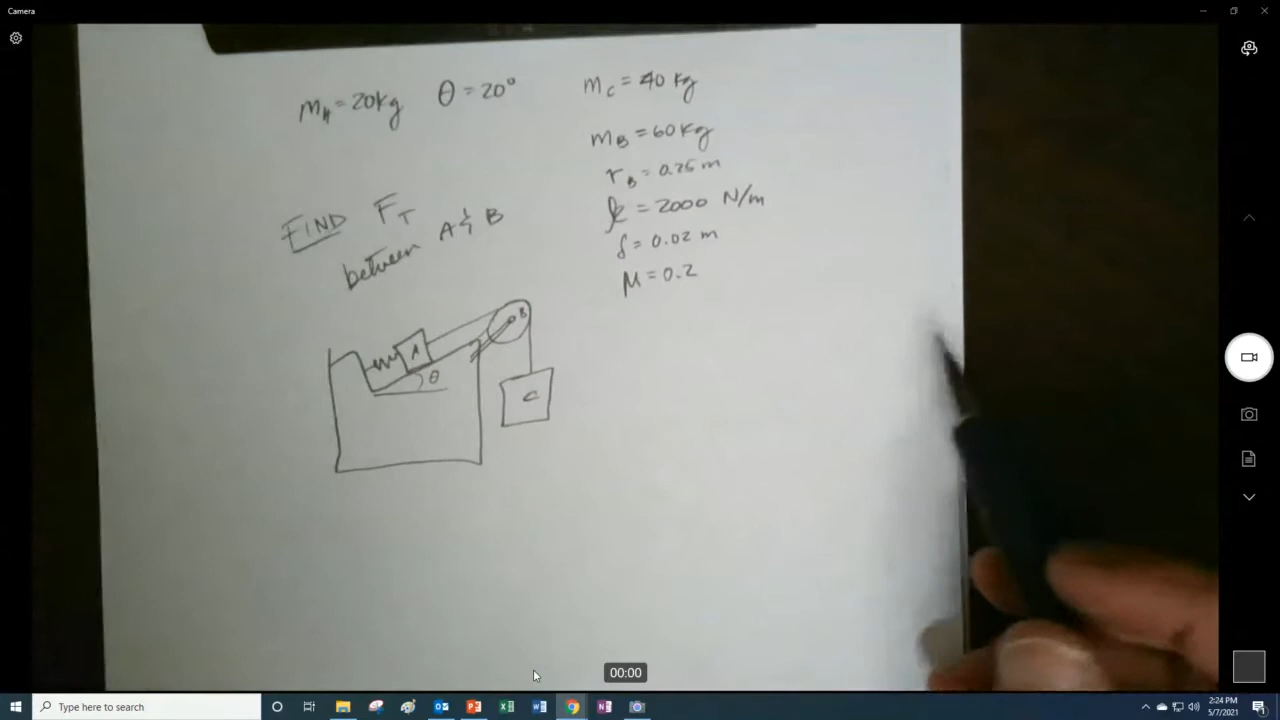 Camera
m_A = 20kg θ = 20°
m_C = 40 kg
m_B = 60 kg
r_B = 0.25 m
k = 2000 N/m
δ = 0.02 m
μ = 0.2
FIND F_T
between A & B
A
B
θ
C
00:00
Type here to search
2:24 PM
5/7/2021